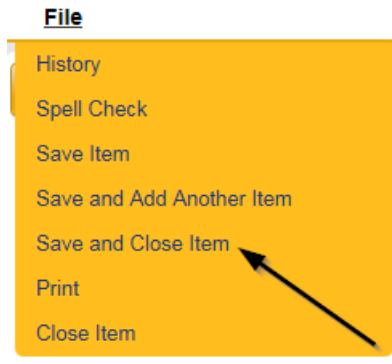 File
History
Spell Check
Save Item
Save and Add Another Item
Save and Close Item
Print
Close Item